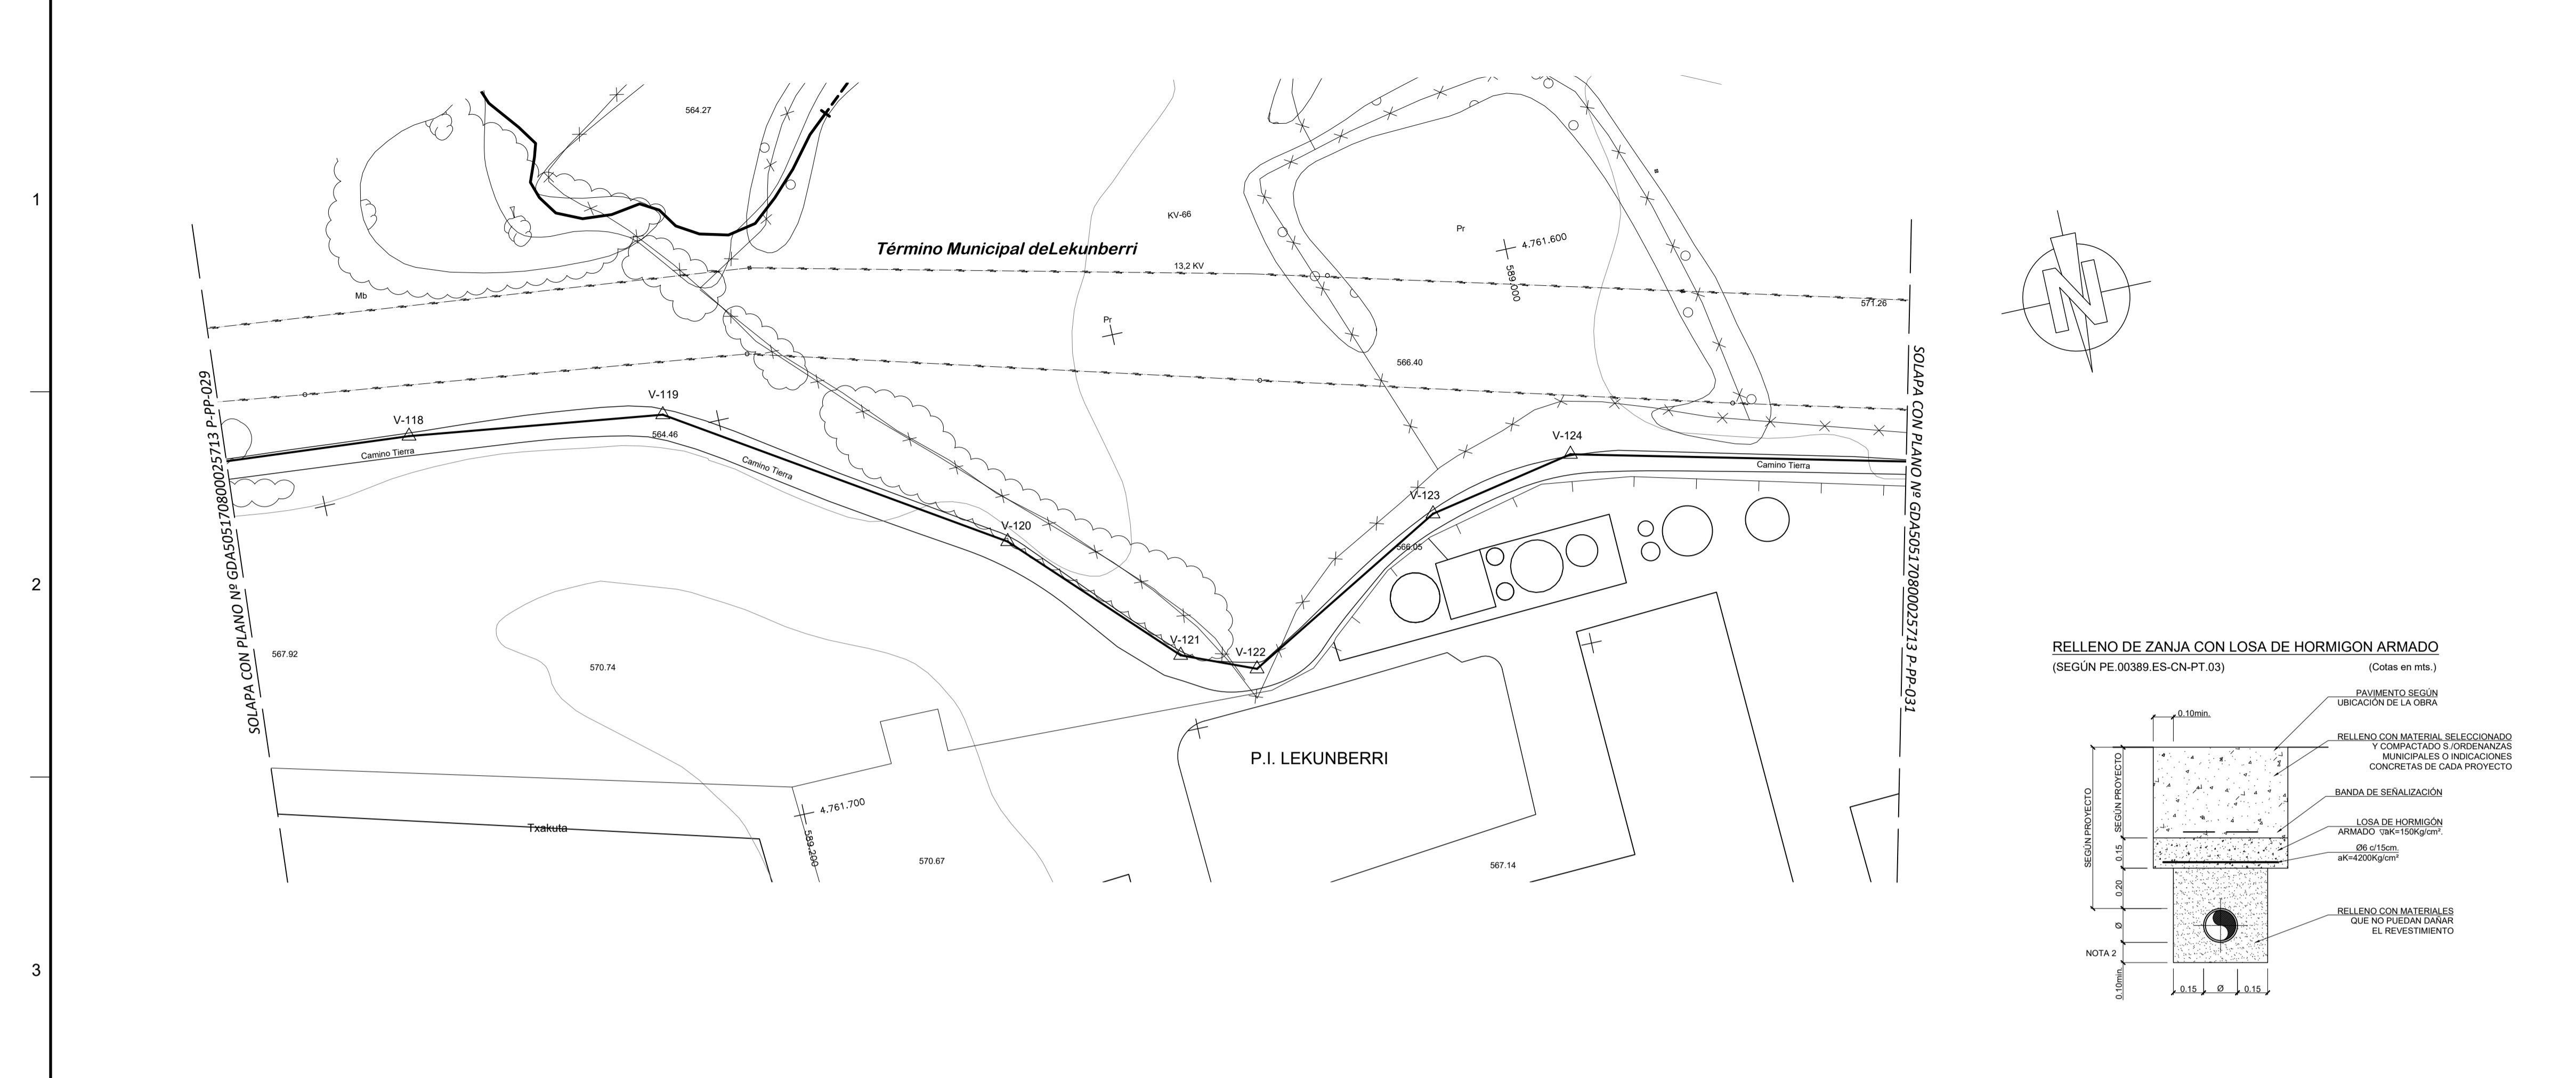 1
2
3
564.27
KV-66
Pr
Término Municipal deLekunberri
4.761.600
589.000
13,2 KV
Mb
571.26
Pr
566.40
SOLAPA CON PLANO Nº GDA505170800025713 P-PP-029
SOLAPA CON PLANO Nº GDA505170800025713 P-PP-031
V-118
V-119
564.46
Camino Tierra
Camino Tierra
V-120
V-121
V-122
V-123
V-124
Camino Tierra
566.05
567.92
570.74
P.I. LEKUNBERRI
4.761.700
589.200
Txakuta
570.67
567.14
N
RELLENO DE ZANJA CON LOSA DE HORMIGON ARMADO
(SEGÚN PE.00389.ES-CN-PT.03) (Cotas en mts.)
PAVIMENTO SEGÚN
UBICACIÓN DE LA OBRA
0.10min.
RELLENO CON MATERIAL SELECCIONADO
Y COMPACTADO S./ORDENANZAS
MUNICIPALES O INDICACIONES
CONCRETAS DE CADA PROYECTO
BANDA DE SEÑALIZACIÓN
LOSA DE HORMIGÓN
ARMADO ▽aK=150Kg/cm².
Ø6 c/15cm.
aK=4200Kg/cm²
RELLENO CON MATERIALES
QUE NO PUEDAN DAÑAR
EL REVESTIMIENTO
SEGÚN PROYECTO
SEGÚN PROYECTO
0.15
0.20
Ø
NOTA 2
0.10min.
0.15 Ø 0.15